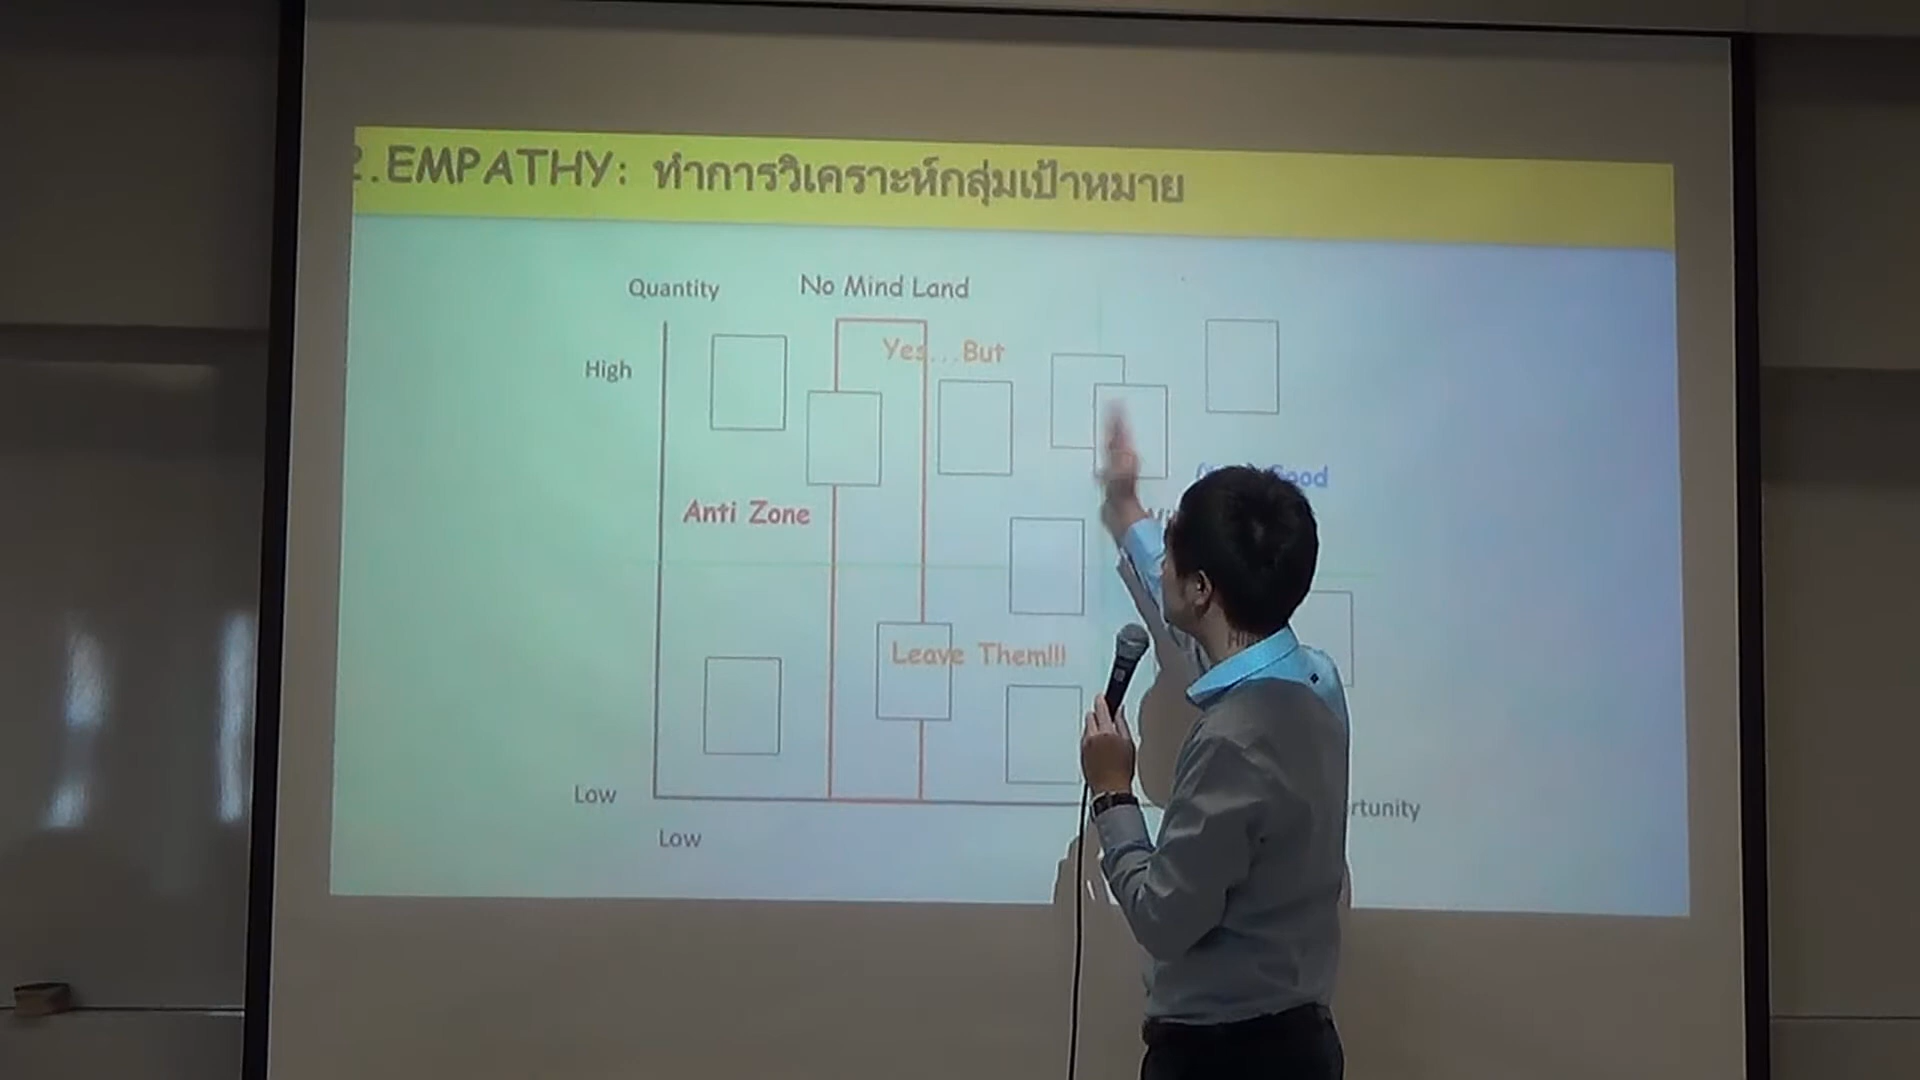 .EMPATHY: ทำการวิเคราะห์กลุ่มเป้าหมาย
Quantity
No Mind Land
High
Yes...But
Anti Zone
Leave Them!!!
Low
Low